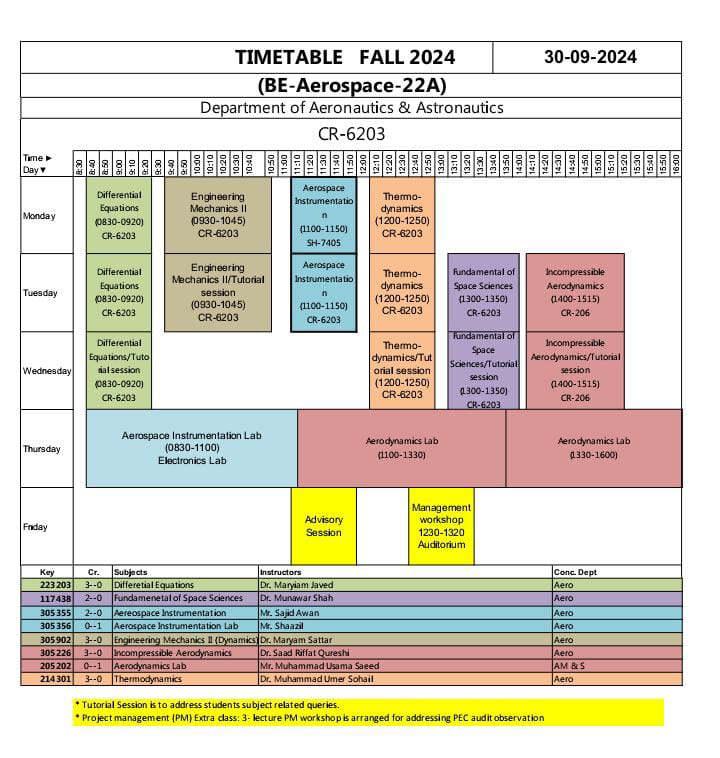 TIMETABLE FALL 2024 30-09-2024
(BE-Aerospace-22A)
Department of Aeronautics & Astronautics
CR-6203
Time ►
Day▼
8:30 8:40 8:50 9:00 9:10 9:20 9:30 9:40 9:50 10:00 10:10 10:20 10:30 10:40 10:50 11:00 11:10 11:20 11:30 11:40 11:50 12:00 12:10 12:20 12:30 12:40 12:50 13:00 13:10 13:20 13:30 13:40 13:50 14:00 14:10 14:20 14:30 14:40 14:50 15:00 15:10 15:20 15:30 15:40 15:50 16:00
Monday
Differential
Equations
(0830-0920)
CR-6203
Engineering
Mechanics II
(0930-1045)
CR-6203
Aerospace
Instrumentatio
n
(1100-1150)
SH-7405
Thermo-
dynamics
(1200-1250)
CR-6203
Tuesday
Differential
Equations
(0830-0920)
CR-6203
Engineering
Mechanics II/Tutorial
session
(0930-1045)
CR-6203
Aerospace
Instrumentatio
n
(1100-1150)
CR-6203
Thermo-
dynamics
(1200-1250)
CR-6203
Fundamental of
Space Sciences
(1300-1350)
CR-6203
Incompressible
Aerodynamics
(1400-1515)
CR-206
Wednesday
Differential
Equations/Tuto
rial session
(0830-0920)
CR-6203
Thermo-
dynamics/Tut
orial session
(1200-1250)
CR-6203
Fundamental of
Space
Sciences/Tutorial
session
(1300-1350)
CR-6203
Incompressible
Aerodynamics/Tutorial
session
(1400-1515)
CR-206
Thursday
Aerospace Instrumentation Lab
(0830-1100)
Electronics Lab
Aerodynamics Lab
(1100-1330)
Aerodynamics Lab
(1330-1600)
Friday
Advisory
Session
Management
workshop
1230-1320
Auditorium
Key Cr. Subjects Instructors Conc. Dept
223203 3--0 Differetial Equations Dr. Maryiam Javed Aero
117438 2--0 Fundamenetal of Space Sciences Dr. Munawar Shah Aero
305355 2--0 Aereospace Instrumentation Mr. Sajid Awan Aero
305356 0--1 Aerospace Instrumentation Lab Mr. Shaazil Aero
305902 3--0 Engineering Mechanics II (Dynamics) Dr. Maryam Sattar Aero
305226 3--0 Incompressible Aerodynamics Dr. Saad Riffat Qureshi Aero
205202 0--1 Aerodynamics Lab Mr. Muhammad Usama Saeed AM & S
214301 3--0 Thermodynamics Dr. Muhammad Umer Sohail Aero
* Tutorial Session is to address students subject related queries.
* Project management (PM) Extra class: 3- lecture PM workshop is arranged for addressing PEC audit observation